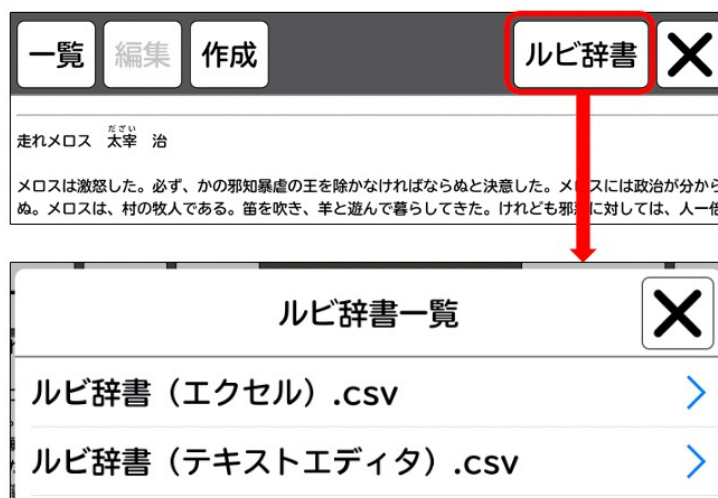 一覧 編集 作成 ルビ辞書
だざい
走れメロス 太宰 治
メロスは激怒した。必ず、かの邪知暴虐の王を除かなければならぬと決意した。メロスには政治が分から
ぬ。メロスは、村の牧人である。笛を吹き、羊と遊んで暮らしてきた。けれども邪悪に対しては、人一倍
ルビ辞書一覧
ルビ辞書（エクセル）.csv
ルビ辞書（テキストエディタ）.csv